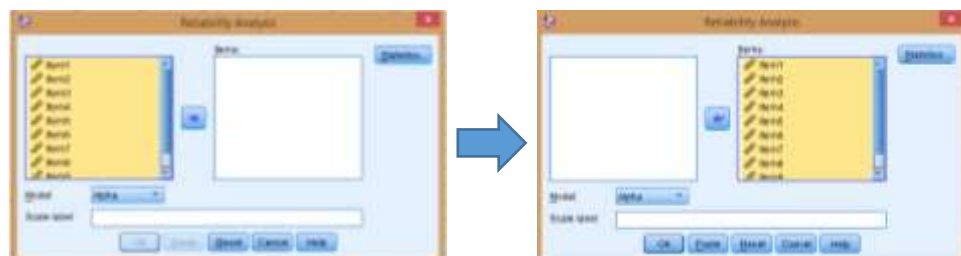 Reliability Analysis
Items:
Statistics...
Item1
Item2
Item3
Item4
Item5
Item6
Item7
Item8
Item9
Model: Alpha
Scale label:
OK Paste Reset Cancel Help
Reliability Analysis
Items:
Statistics...
Item1
Item2
Item3
Item4
Item5
Item6
Item7
Item8
Item9
Model: Alpha
Scale label:
OK Paste Reset Cancel Help